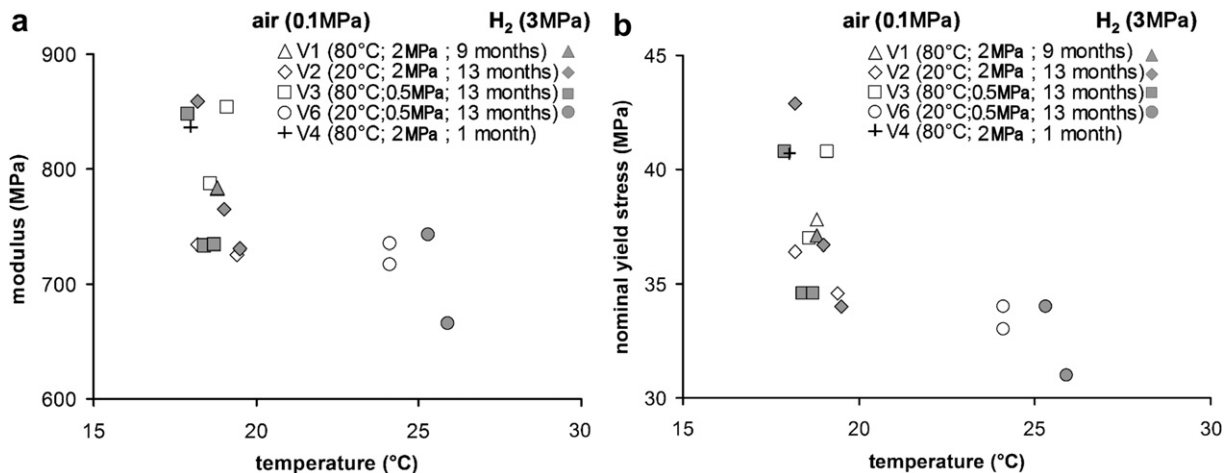 a
air (0.1MPa) H₂ (3MPa)
V1 (80°C; 2MPa ; 9 months)
V2 (20°C; 2MPa ; 13 months)
V3 (80°C;0.5MPa ; 13 months)
V6 (20°C;0.5MPa ; 13 months)
V4 (80°C; 2MPa ; 1 month)
900
800
700
600
modulus (MPa)
15 20 25 30
temperature (°C)
b
air (0.1MPa) H₂ (3MPa)
V1 (80°C; 2MPa ; 9 months)
V2 (20°C; 2MPa ; 13 months)
V3 (80°C;0.5MPa ; 13 months)
V6 (20°C;0.5MPa ; 13 months)
V4 (80°C; 2MPa ; 1 month)
45
40
35
30
nominal yield stress (MPa)
15 20 25 30
temperature (°C)